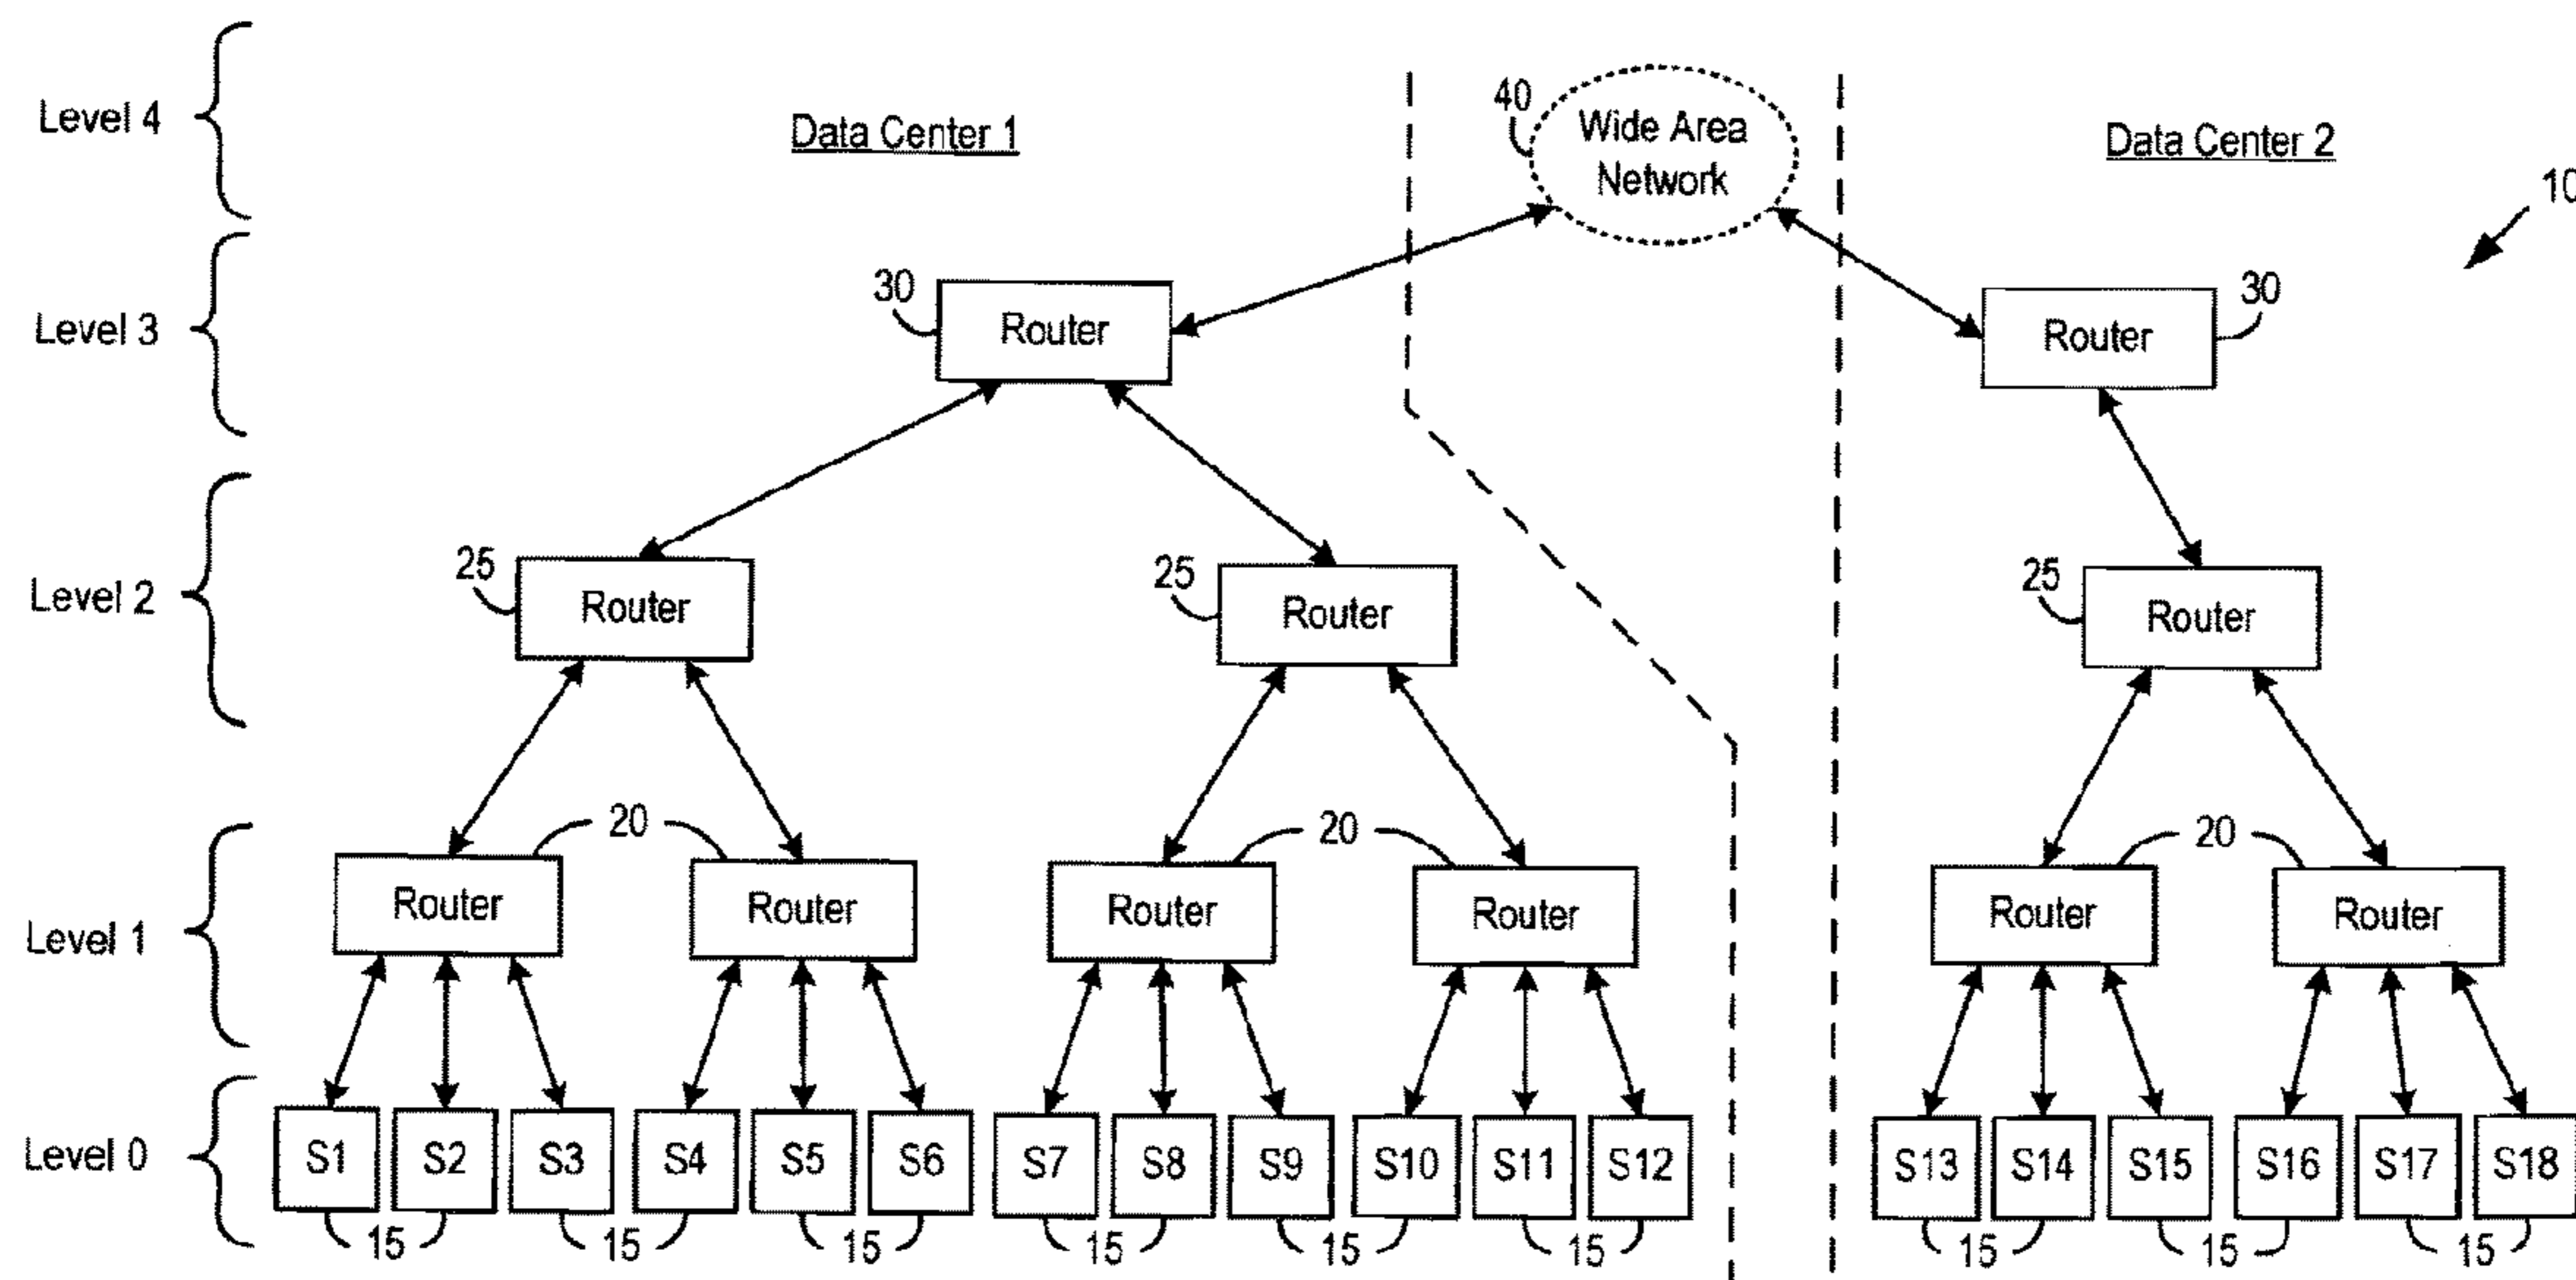 Level 4
Data Center 1
40
Wide Area
Network
Data Center 2
10
Level 3
30
Router
Router
30
Level 2
25
Router
25
Router
25
Router
20
20
20
Level 1
Router
Router
Router
Router
Router
Router
Level 0
S1
S2
S3
S4
S5
S6
S7
S8
S9
S10
S11
S12
S13
S14
S15
S16
S17
S18
15
15
15
15
15
15
15
15
15